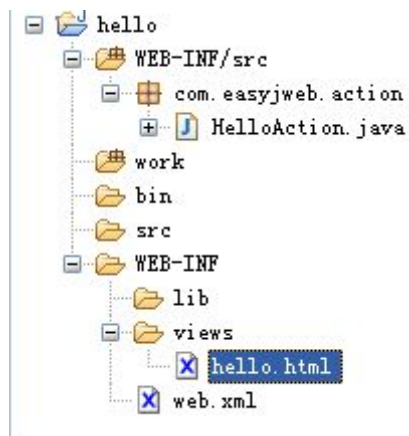 hello
WEB-INF/src
com.easyjweb.action
HelloAction.java
work
bin
src
WEB-INF
lib
views
hello.html
web.xml